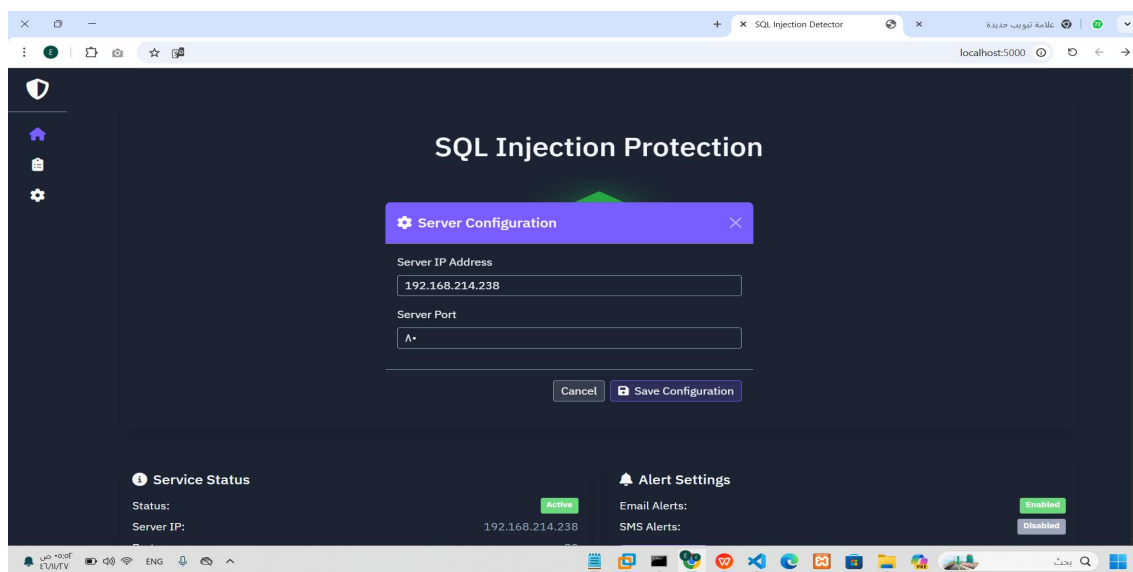 SQL Injection Detector
علامة تبويب جديدة
localhost:5000
SQL Injection Protection
Server Configuration
Server IP Address
192.168.214.238
Server Port
٨٠
Cancel
Save Configuration
Service Status
Status:
Active
Server IP:
192.168.214.238
Alert Settings
Email Alerts:
Enabled
SMS Alerts:
Disabled
ENG
بحث